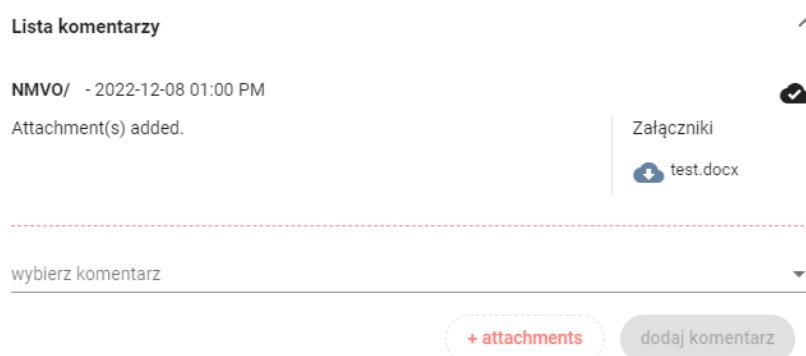 Lista komentarzy
NMVO/ - 2022-12-08 01:00 PM
Attachment(s) added.
Załączniki
test.docx
wybierz komentarz
+ attachments
dodaj komentarz